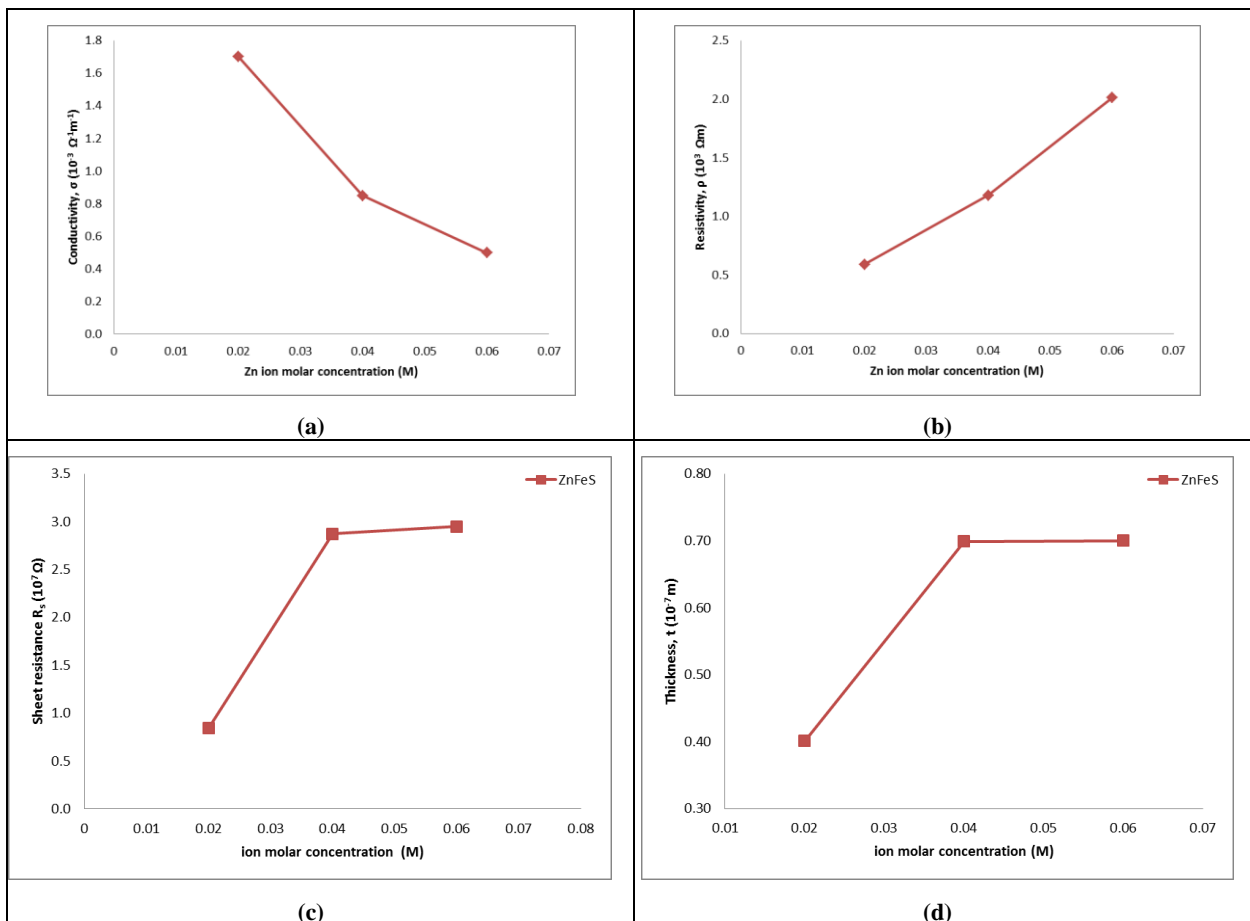 1.8
1.6
1.4
1.2
1.0
0.8
0.6
0.4
0.2
0.0
Conductivity, σ (10⁻³ Ω⁻¹m⁻¹)
0 0.01 0.02 0.03 0.04 0.05 0.06 0.07
Zn ion molar concentration (M)
(a)
2.5
2.0
1.5
1.0
0.5
0.0
Resistivity, ρ (10³ Ωm)
0 0.01 0.02 0.03 0.04 0.05 0.06 0.07
Zn ion molar concentration (M)
(b)
ZnFeS
3.5
3.0
2.5
2.0
1.5
1.0
0.5
0.0
Sheet resistance Rₛ (10⁷ Ω)
0 0.01 0.02 0.03 0.04 0.05 0.06 0.07 0.08
ion molar concentration (M)
(c)
ZnFeS
0.80
0.70
0.60
0.50
0.40
0.30
Thickness, t (10⁻⁷ m)
0.01 0.02 0.03 0.04 0.05 0.06 0.07
ion molar concentration (M)
(d)